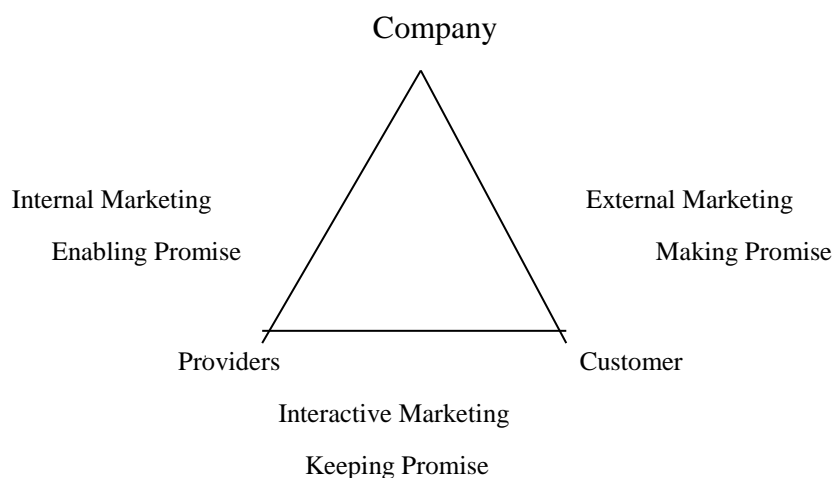 Company
Internal Marketing
External Marketing
Enabling Promise
Making Promise
Providers
Customer
Interactive Marketing
Keeping Promise